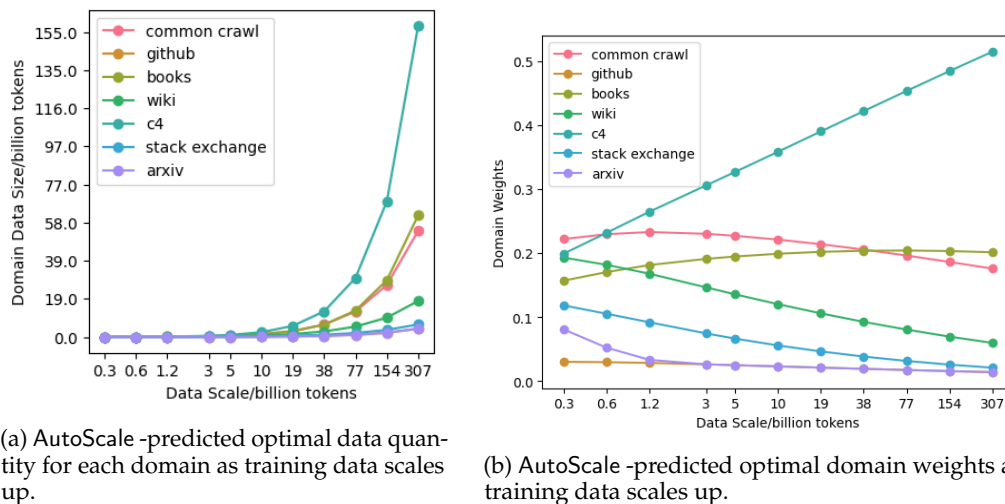 155.0
135.0
116.0
97.0
77.0
58.0
39.0
19.0
0.0
Domain Data Size/billion tokens
common crawl
github
books
wiki
c4
stack exchange
arxiv
0.3 0.6 1.2 3 5 10 19 38 77 154 307
Data Scale/billion tokens
(a) AutoScale -predicted optimal data quan-
tity for each domain as training data scales
up.
0.5
0.4
0.3
0.2
0.1
0.0
Domain Weights
common crawl
github
books
wiki
c4
stack exchange
arxiv
0.3 0.6 1.2 3 5 10 19 38 77 154 307
Data Scale/billion tokens
(b) AutoScale -predicted optimal domain weights a
training data scales up.